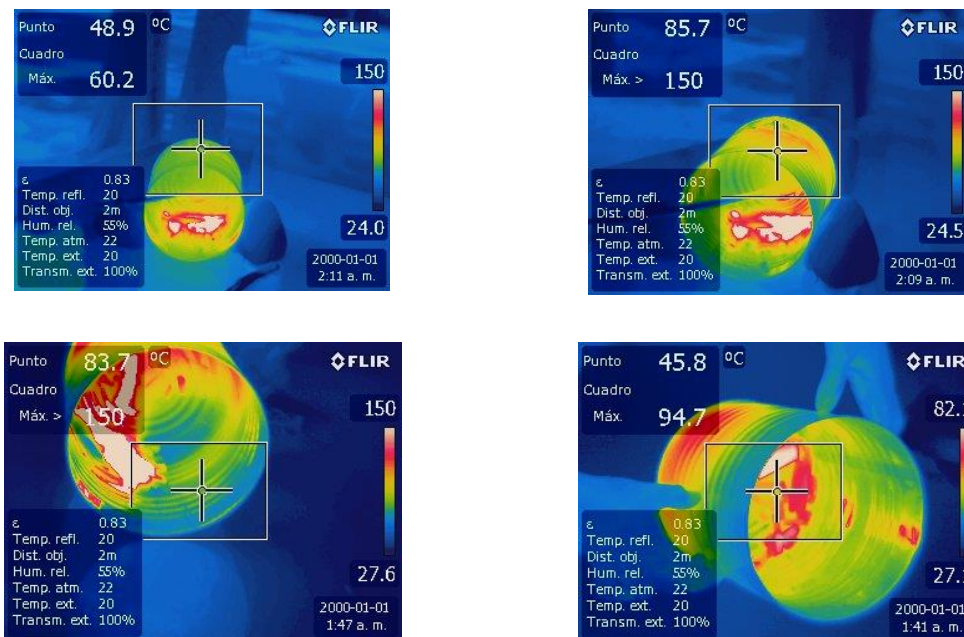 Punto 48.9 °C FLIR
Cuadro
Máx. 60.2
150
ε 0.83
Temp. refl. 20
Dist. obj. 2m
Hum. rel. 55%
Temp. atm. 22
Temp. ext. 20
Transm. ext. 100%
24.0
2000-01-01
2:11 a. m.
Punto 85.7 °C FLIR
Cuadro
Máx. > 150
150
ε 0.83
Temp. refl. 20
Dist. obj. 2m
Hum. rel. 55%
Temp. atm. 22
Temp. ext. 20
Transm. ext. 100%
24.5
2000-01-01
2:09 a. m.
Punto 83.7 °C FLIR
Cuadro
Máx. > 150
150
ε 0.83
Temp. refl. 20
Dist. obj. 2m
Hum. rel. 55%
Temp. atm. 22
Temp. ext. 20
Transm. ext. 100%
27.6
2000-01-01
1:47 a. m.
Punto 45.8 °C FLIR
Cuadro
Máx. 94.7
ε 0.83
Temp. refl. 20
Dist. obj. 2m
Hum. rel. 55%
Temp. atm. 22
Temp. ext. 20
Transm. ext. 100%
2000-01-01
1:41 a. m.